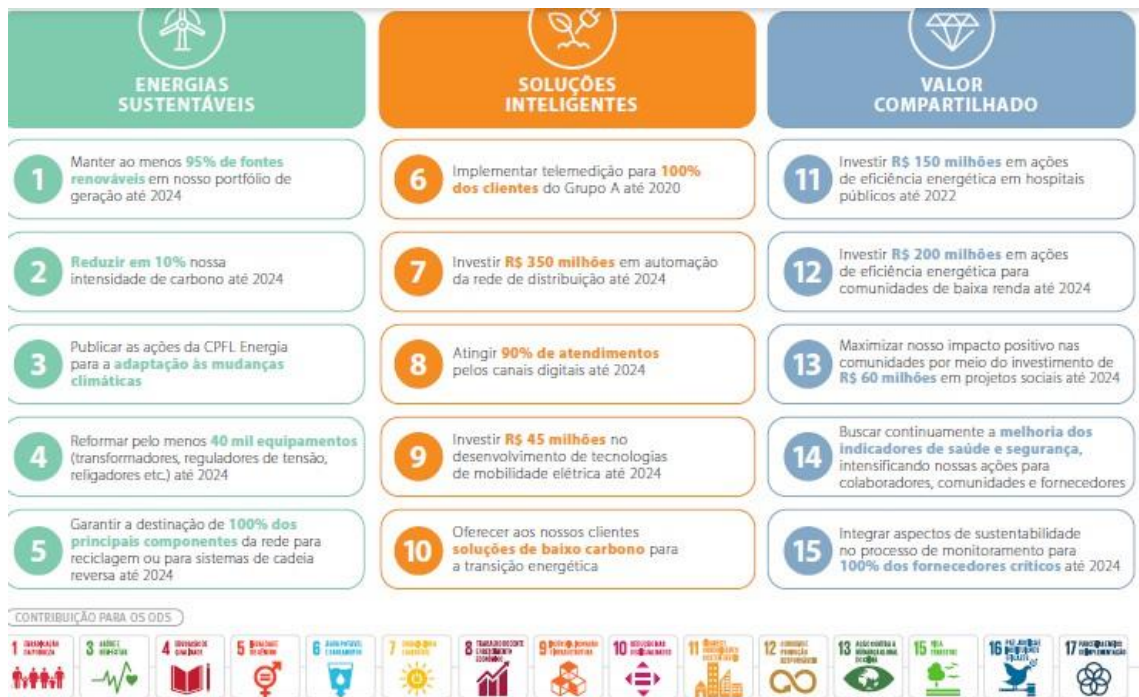 ENERGIAS
SUSTENTÁVEIS
1
Manter ao menos 95% de fontes
renováveis em nosso portfólio de
geração até 2024
2
Reduzir em 10% nossa
intensidade de carbono até 2024
3
Publicar as ações da CPFL Energia
para a adaptação às mudanças
climáticas
4
Reformar pelo menos 40 mil equipamentos
(transformadores, reguladores de tensão,
religadores etc.) até 2024
5
Garantir a destinação de 100% dos
principais componentes da rede para
reciclagem ou para sistemas de cadeia
reversa até 2024
SOLUÇÕES
INTELIGENTES
6
Implementar telemedição para 100%
dos clientes do Grupo A até 2020
7
Investir R$ 350 milhões em automação
da rede de distribuição até 2024
8
Atingir 90% de atendimentos
pelos canais digitais até 2024
9
Investir R$ 45 milhões no
desenvolvimento de tecnologias
de mobilidade elétrica até 2024
10
Oferecer aos nossos clientes
soluções de baixo carbono para
a transição energética
VALOR
COMPARTILHADO
11
Investir R$ 150 milhões em ações
de eficiência energética em hospitais
públicos até 2022
12
Investir R$ 200 milhões em ações
de eficiência energética para
comunidades de baixa renda até 2024
13
Maximizar nosso impacto positivo nas
comunidades por meio do investimento de
R$ 60 milhões em projetos sociais até 2024
14
Buscar continuamente a melhoria dos
indicadores de saúde e segurança,
intensificando nossas ações para
colaboradores, comunidades e fornecedores
15
Integrar aspectos de sustentabilidade
no processo de monitoramento para
100% dos fornecedores críticos até 2024
CONTRIBUIÇÃO PARA OS ODS
1
3
4
5
6
7
8 TRABALHO DECENTE
E CRESCIMENTO
ECONÔMICO
9
10
11
12
13
15
16
17